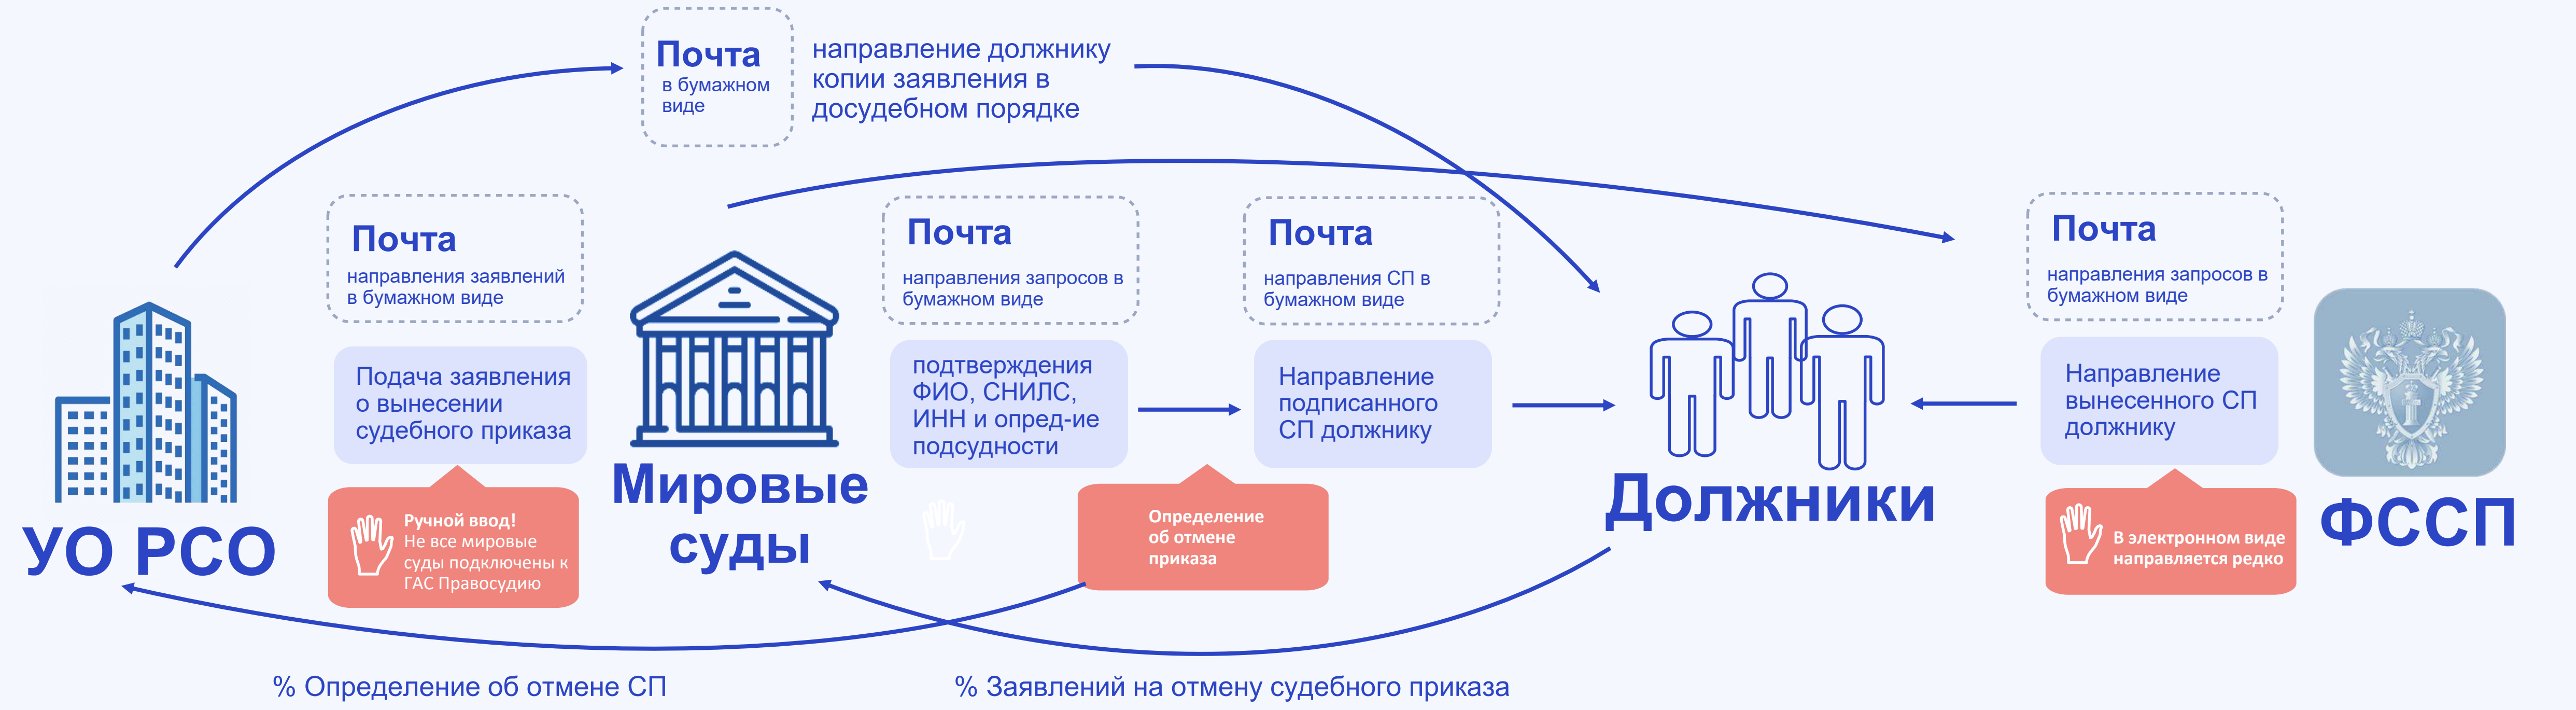 Почта
в бумажном
виде
направление должнику
копии заявления в
досудебном порядке
Почта
направления заявлений
в бумажном виде
Подача заявления
о вынесении
судебного приказа
Ручной ввод!
Не все мировые
суды подключены к
ГАС Правосудию
УО РСО
Мировые
суды
Почта
направления запросов в
бумажном виде
подтверждения
ФИО, СНИЛС,
ИНН и опред-ие
подсудности
Почта
направления СП в
бумажном виде
Направление
подписанного
СП должнику
Определение
об отмене
приказа
Должники
Почта
направления запросов в
бумажном виде
Направление
вынесенного СП
должнику
В электронном виде
направляется редко
ФССП
% Определение об отмене СП
% Заявлений на отмену судебного приказа